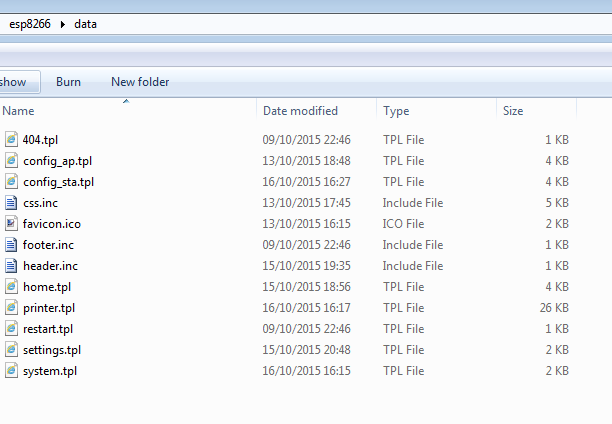 esp8266 data
show Burn New folder
Name Date modified Type Size
404.tpl 09/10/2015 22:46 TPL File 1 KB
config_ap.tpl 13/10/2015 18:48 TPL File 4 KB
config_sta.tpl 16/10/2015 16:27 TPL File 4 KB
css.inc 13/10/2015 17:45 Include File 5 KB
favicon.ico 13/10/2015 16:15 ICO File 2 KB
footer.inc 09/10/2015 22:46 Include File 1 KB
header.inc 15/10/2015 19:35 Include File 1 KB
home.tpl 15/10/2015 18:56 TPL File 4 KB
printer.tpl 16/10/2015 16:17 TPL File 26 KB
restart.tpl 09/10/2015 22:46 TPL File 1 KB
settings.tpl 15/10/2015 20:48 TPL File 2 KB
system.tpl 16/10/2015 16:15 TPL File 2 KB